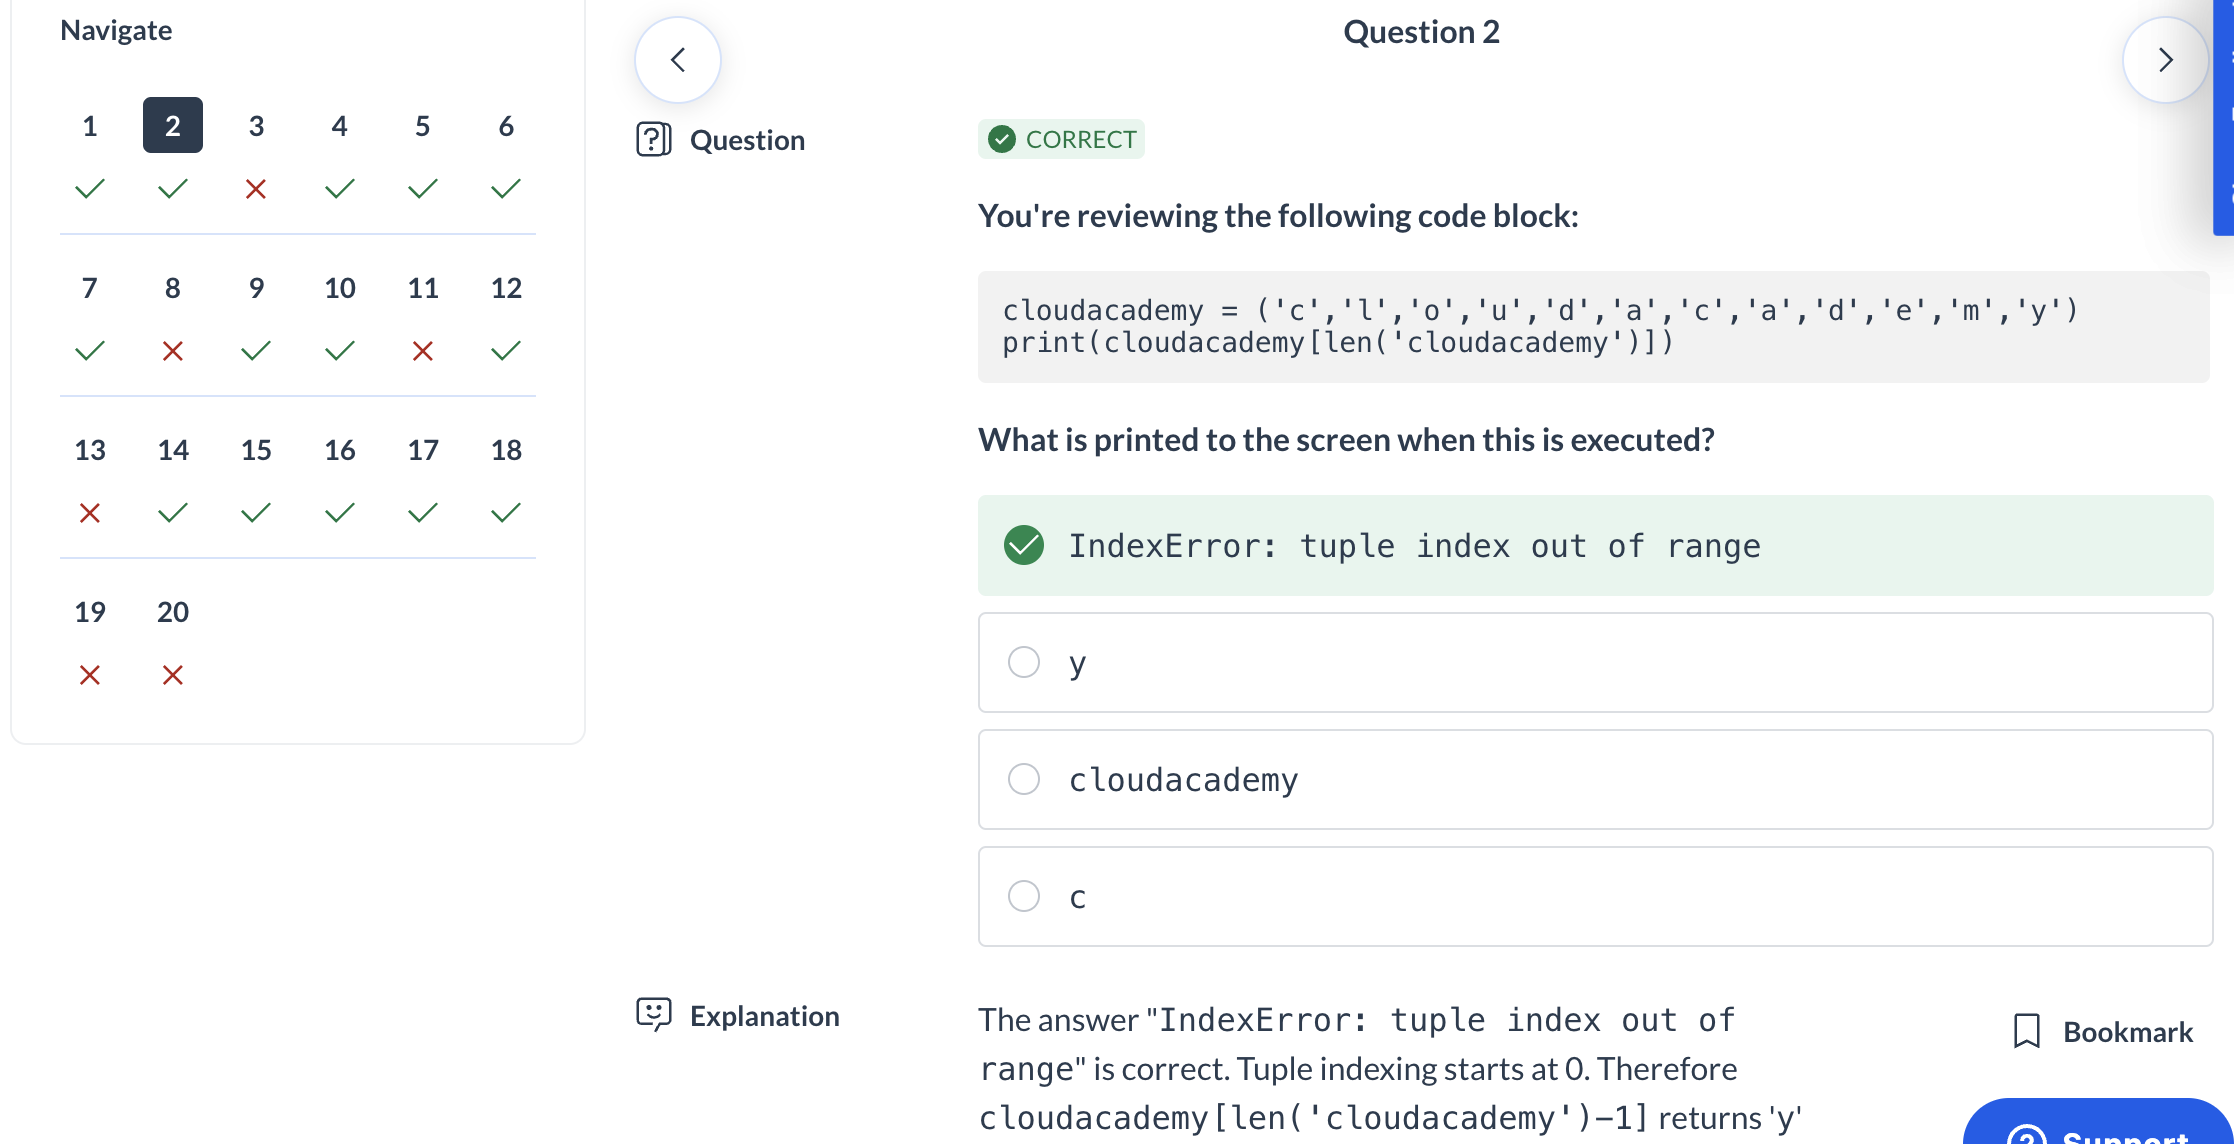 Navigate
1 2 3 4 5 6
7 8 9 10 11 12
13 14 15 16 17 18
19 20
Question 2
Question
CORRECT
You're reviewing the following code block:
cloudacademy = ('c','l','o','u','d','a','c','a','d','e','m','y')
print(cloudacademy[len('cloudacademy')])
What is printed to the screen when this is executed?
IndexError: tuple index out of range
y
cloudacademy
c
Explanation
The answer "IndexError: tuple index out of
range" is correct. Tuple indexing starts at 0. Therefore
cloudacademy[len('cloudacademy')-1] returns 'y'
Bookmark
Support